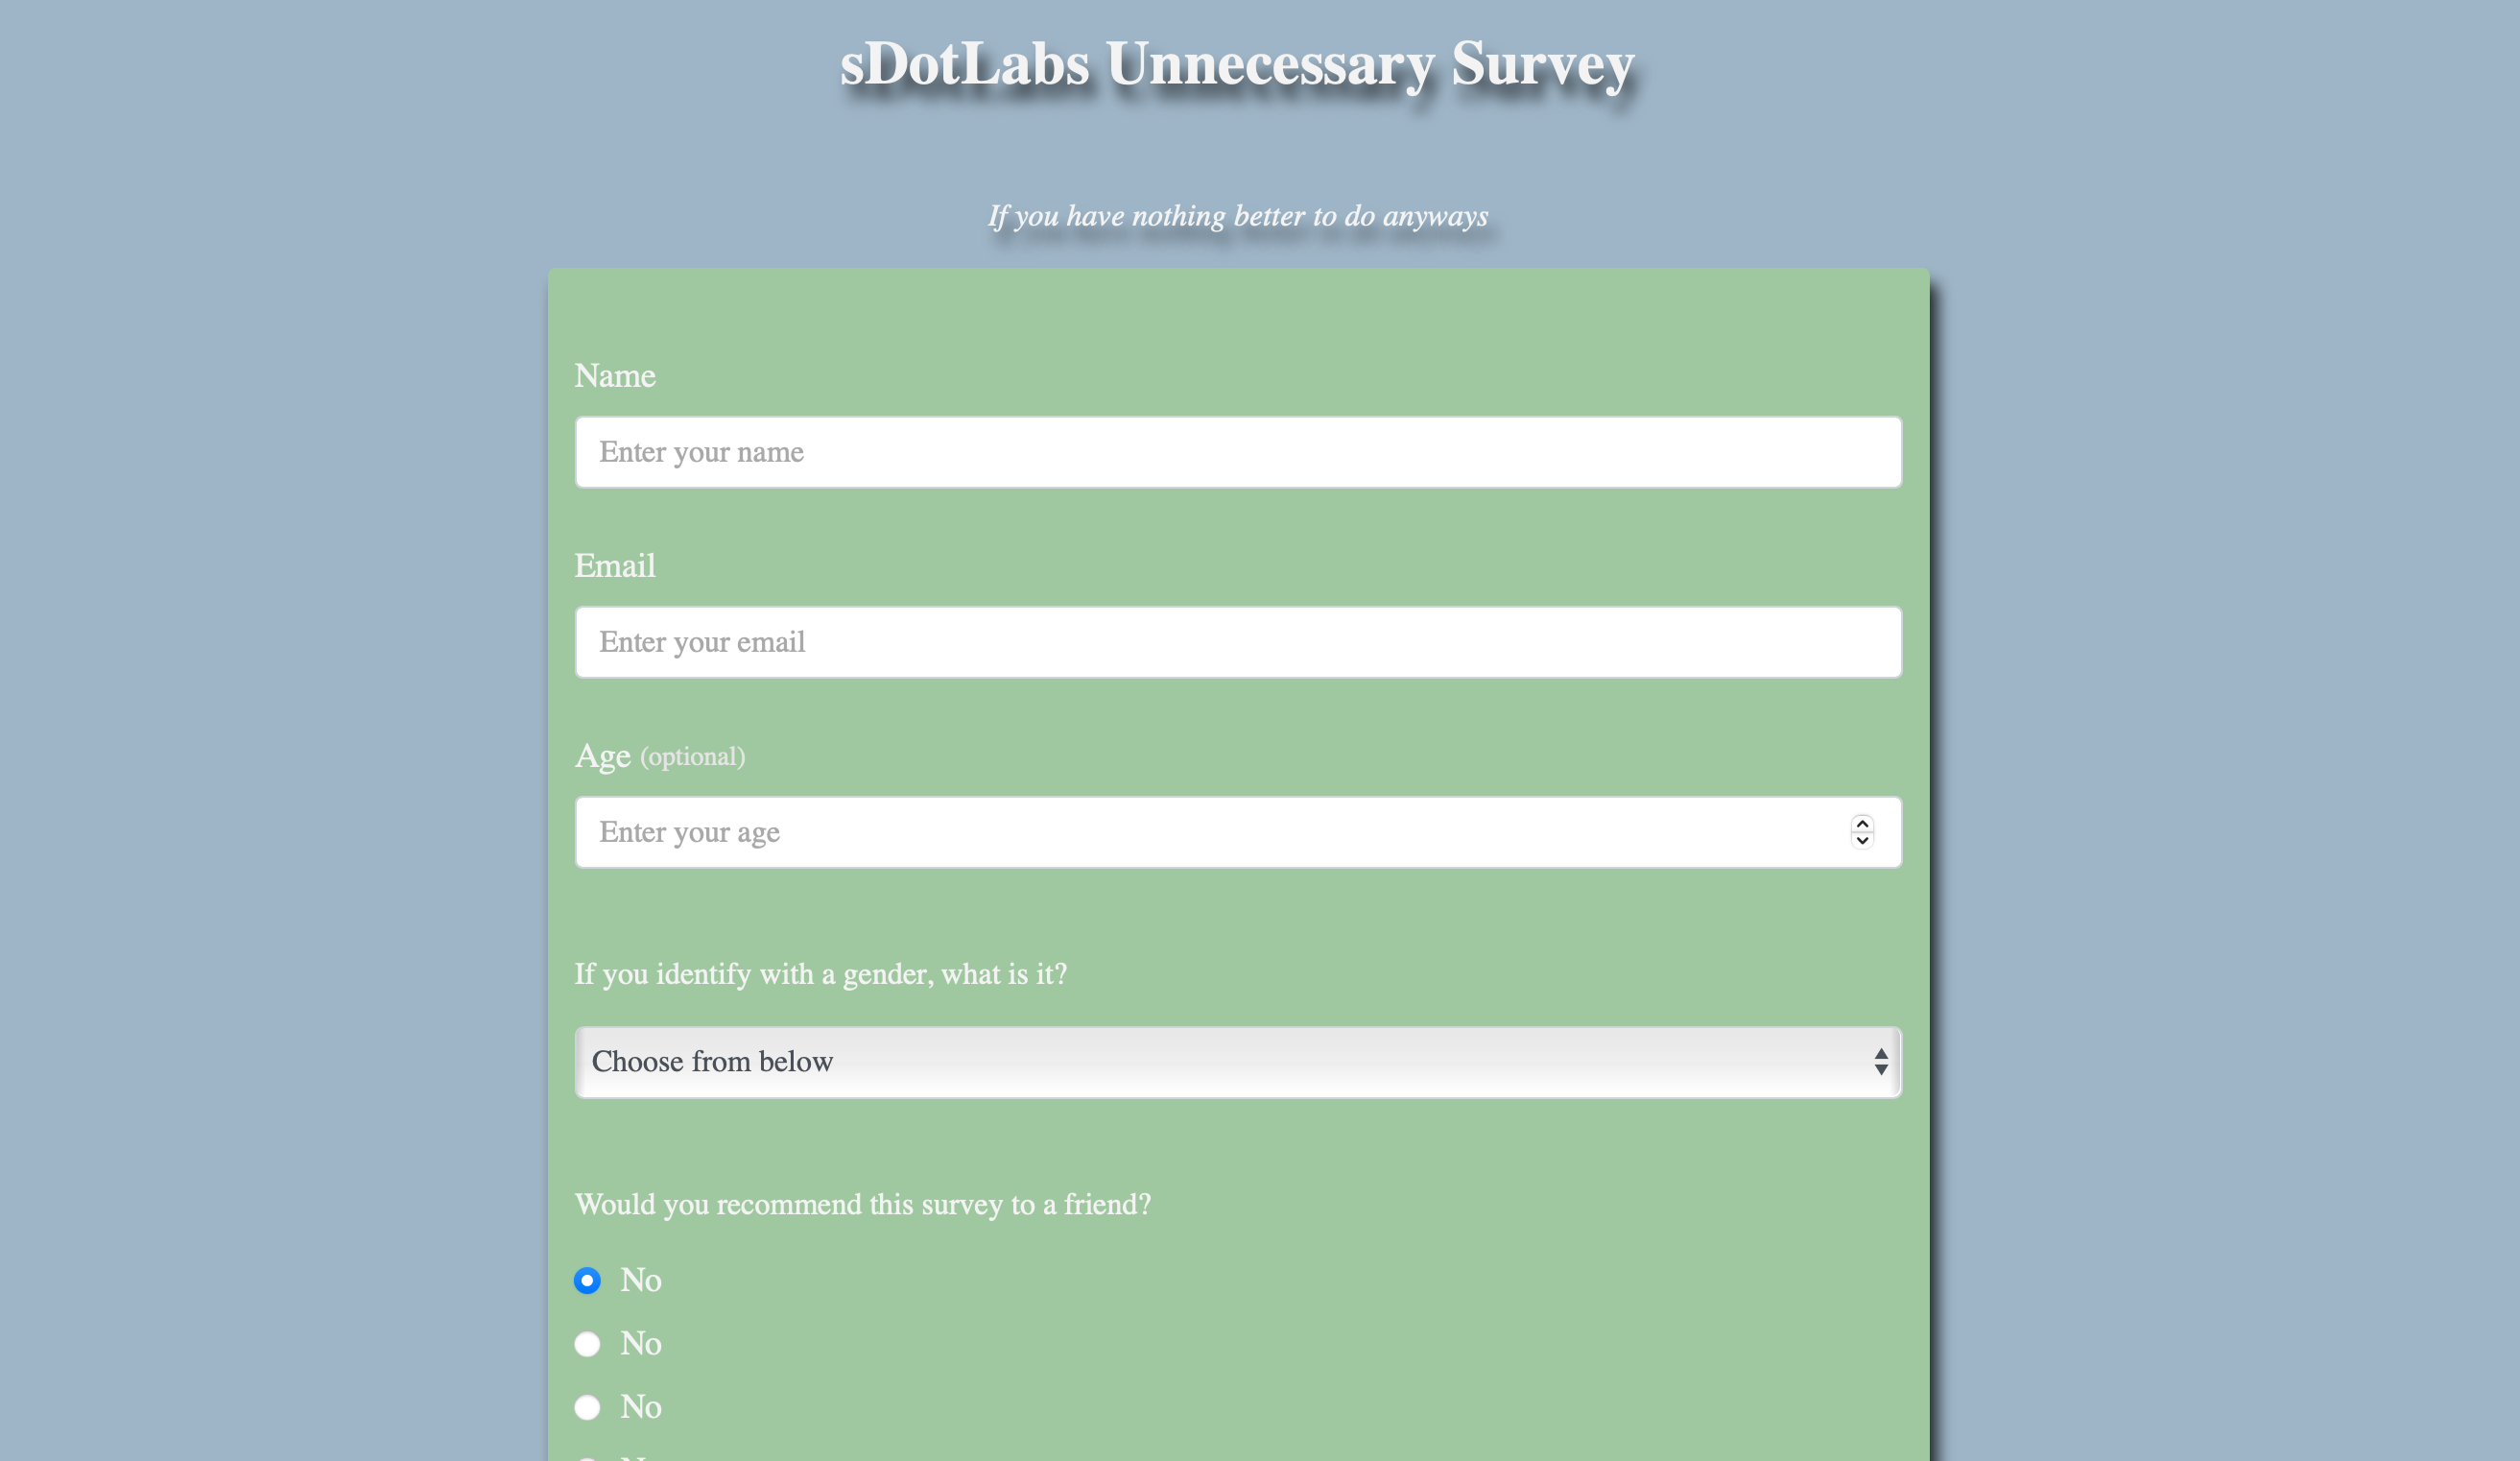 sDotLabs Unnecessary Survey
If you have nothing better to do anyways
Name
Enter your name
Email
Enter your email
Age (optional)
Enter your age
If you identify with a gender, what is it?
Choose from below
Would you recommend this survey to a friend?
No
No
No